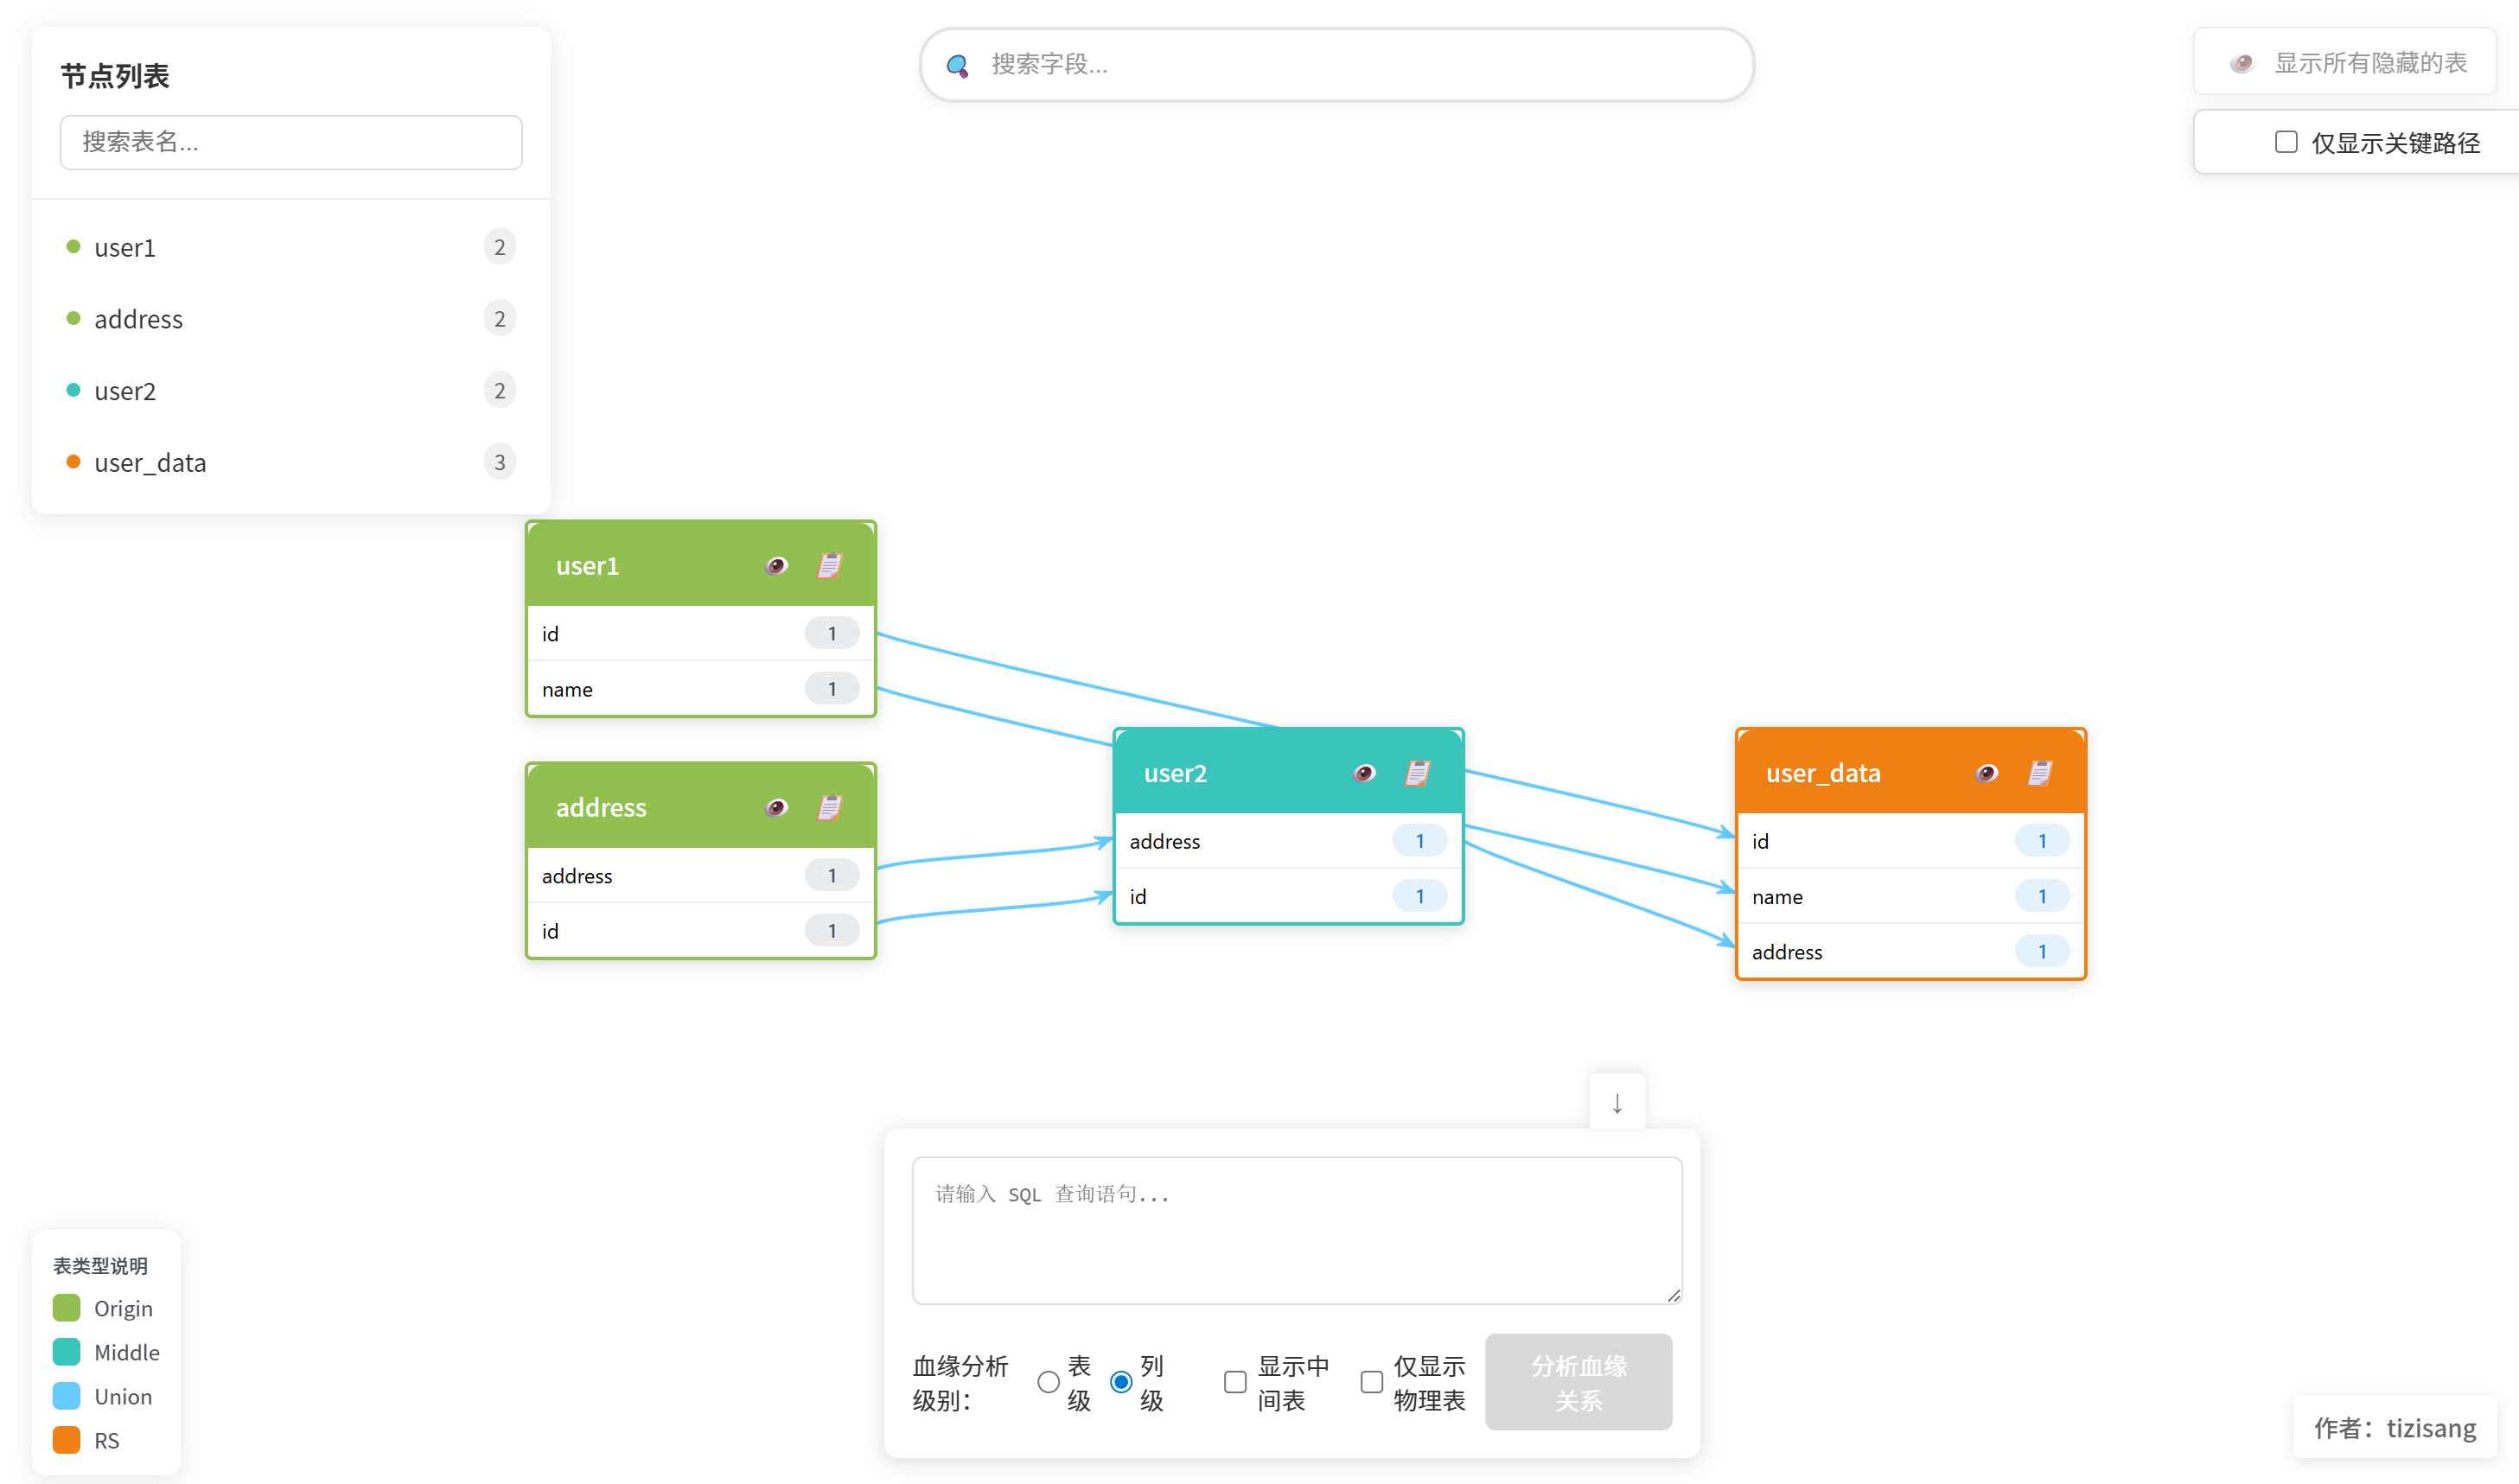 节点列表
搜索表名...
user1 2
address 2
user2 2
user_data 3
搜索字段...
显示所有隐藏的表
仅显示关键路径
user1
id 1
name 1
address
address 1
id 1
user2
address 1
id 1
user_data
id 1
name 1
address 1
↓
请输入 SQL 查询语句...
血缘分析
级别：
表
级
列
级
显示中
间表
仅显示
物理表
分析血缘
关系
表类型说明
Origin
Middle
Union
RS
作者：tizisang